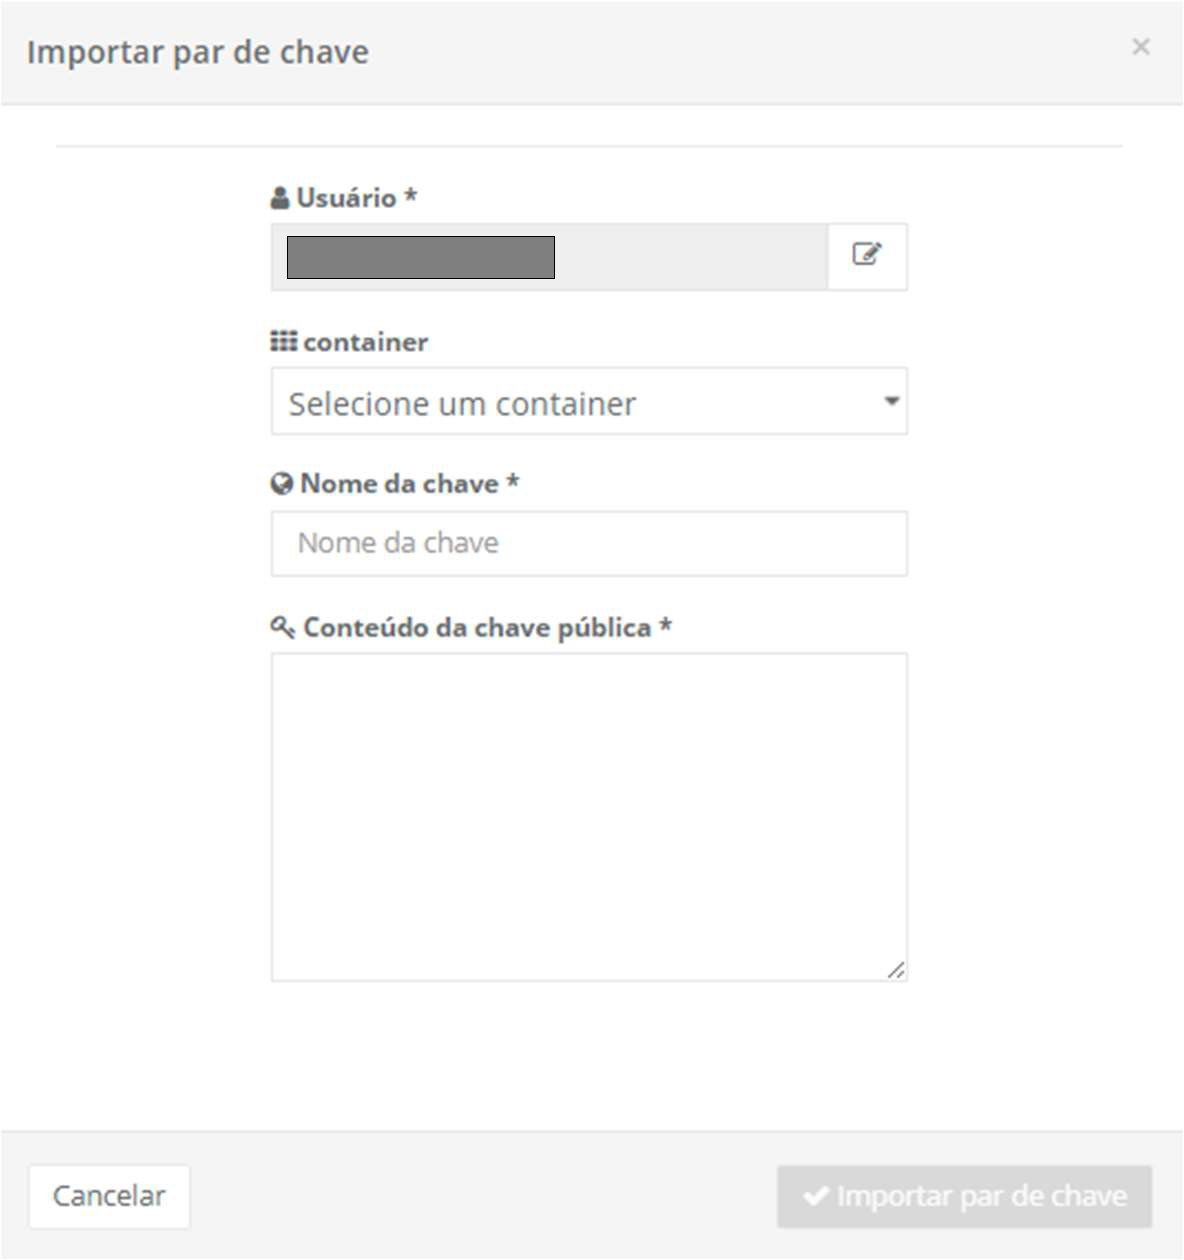 Importar par de chave
×
Usuário *
container
Selecione um container
Nome da chave *
Nome da chave
Conteúdo da chave pública *
Cancelar
Importar par de chave